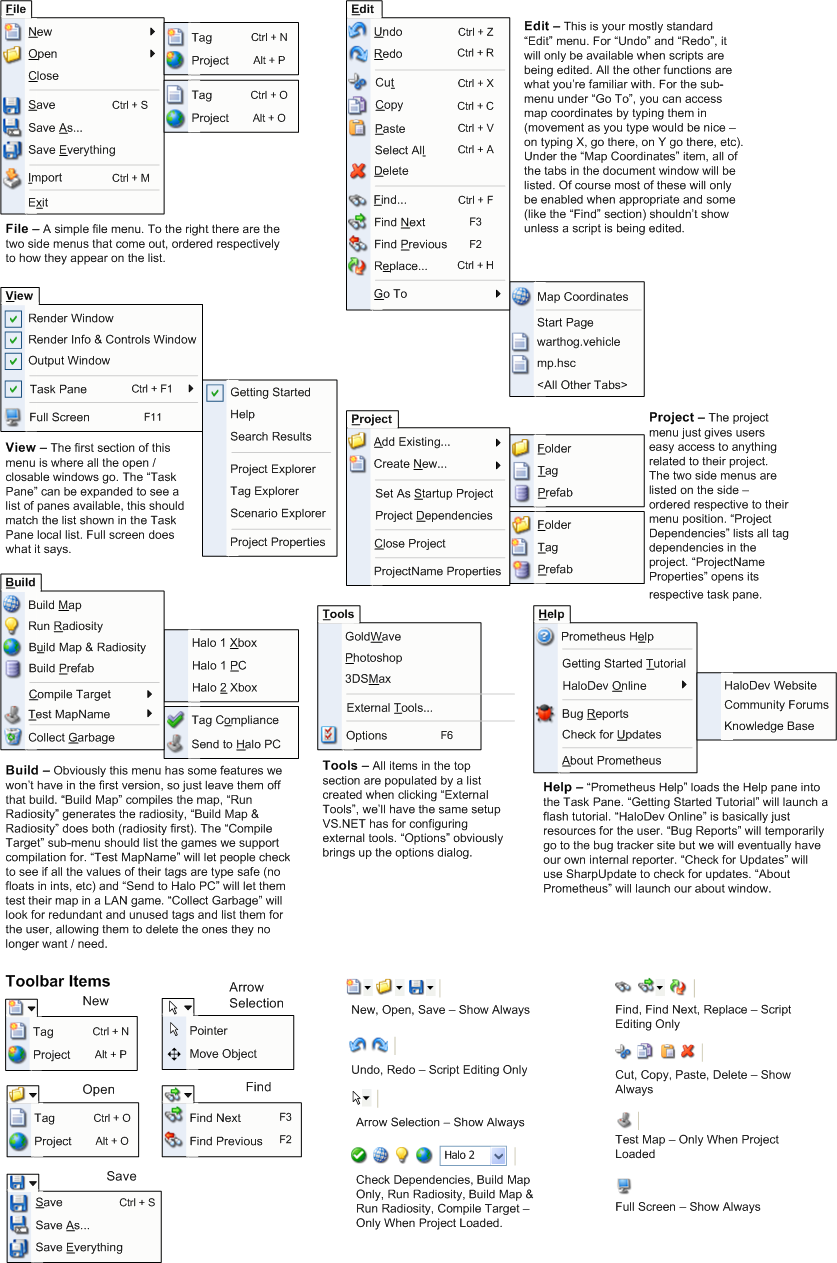 File
New
Open
Close
Save Ctrl + S
Save As...
Save Everything
Import Ctrl + M
Exit
Tag Ctrl + N
Project Alt + P
Tag Ctrl + O
Project Alt + O
File – A simple file menu. To the right there are the
two side menus that come out, ordered respectively
to how they appear on the list.
Edit
Undo Ctrl + Z
Redo Ctrl + R
Cut Ctrl + X
Copy Ctrl + C
Paste Ctrl + V
Select All Ctrl + A
Delete
Find... Ctrl + F
Find Next F3
Find Previous F2
Replace... Ctrl + H
Go To
Map Coordinates
Start Page
warthog.vehicle
mp.hsc
<All Other Tabs>
Edit – This is your mostly standard
“Edit” menu. For “Undo” and “Redo”, it
will only be available when scripts are
being edited. All the other functions are
what you’re familiar with. For the sub-
menu under “Go To”, you can access
map coordinates by typing them in
(movement as you type would be nice –
on typing X, go there, on Y go there, etc).
Under the “Map Coordinates” item, all of
the tabs in the document window will be
listed. Of course most of these will only
be enabled when appropriate and some
(like the “Find” section) shouldn’t show
unless a script is being edited.
View
Render Window
Render Info & Controls Window
Output Window
Task Pane Ctrl + F1
Full Screen F11
Getting Started
Help
Search Results
Project Explorer
Tag Explorer
Scenario Explorer
Project Properties
View – The first section of this
menu is where all the open /
closable windows go. The “Task
Pane” can be expanded to see a
list of panes available, this should
match the list shown in the Task
Pane local list. Full screen does
what it says.
Project
Add Existing...
Create New...
Set As Startup Project
Project Dependencies
Close Project
ProjectName Properties
Folder
Tag
Prefab
Folder
Tag
Prefab
Project – The project
menu just gives users
easy access to anything
related to their project.
The two side menus are
listed on the side –
ordered respective to their
menu position. “Project
Dependencies” lists all tag
dependencies in the
project. “ProjectName
Properties” opens its
respective task pane.
Build
Build Map
Run Radiosity
Build Map & Radiosity
Build Prefab
Compile Target
Test MapName
Collect Garbage
Halo 1 Xbox
Halo 1 PC
Halo 2 Xbox
Tag Compliance
Send to Halo PC
Build – Obviously this menu has some features we
won’t have in the first version, so just leave them off
that build. “Build Map” compiles the map, “Run
Radiosity” generates the radiosity, “Build Map &
Radiosity” does both (radiosity first). The “Compile
Target” sub-menu should list the games we support
compilation for. “Test MapName” will let people check
to see if all the values of their tags are type safe (no
floats in ints, etc) and “Send to Halo PC” will let them
test their map in a LAN game. “Collect Garbage” will
look for redundant and unused tags and list them for
the user, allowing them to delete the ones they no
longer want / need.
Tools
GoldWave
Photoshop
3DSMax
External Tools...
Options F6
Tools – All items in the top
section are populated by a list
created when clicking “External
Tools”, we’ll have the same setup
VS.NET has for configuring
external tools. “Options” obviously
brings up the options dialog.
Help
Prometheus Help
Getting Started Tutorial
HaloDev Online
Bug Reports
Check for Updates
About Prometheus
HaloDev Website
Community Forums
Knowledge Base
Help – “Prometheus Help” loads the Help pane into
the Task Pane. “Getting Started Tutorial” will launch a
flash tutorial. “HaloDev Online” is basically just
resources for the user. “Bug Reports” will temporarily
go to the bug tracker site but we will eventually have
our own internal reporter. “Check for Updates” will
use SharpUpdate to check for updates. “About
Prometheus” will launch our about window.
Toolbar Items
New
Tag Ctrl + N
Project Alt + P
Open
Tag Ctrl + O
Project Alt + O
Save
Save Ctrl + S
Save As...
Save Everything
Arrow
Selection
Pointer
Move Object
Find
Find Next F3
Find Previous F2
New, Open, Save – Show Always
Undo, Redo – Script Editing Only
Arrow Selection – Show Always
Halo 2
Check Dependencies, Build Map
Only, Run Radiosity, Build Map &
Run Radiosity, Compile Target –
Only When Project Loaded.
Find, Find Next, Replace – Script
Editing Only
Cut, Copy, Paste, Delete – Show
Always
Test Map – Only When Project
Loaded
Full Screen – Show Always